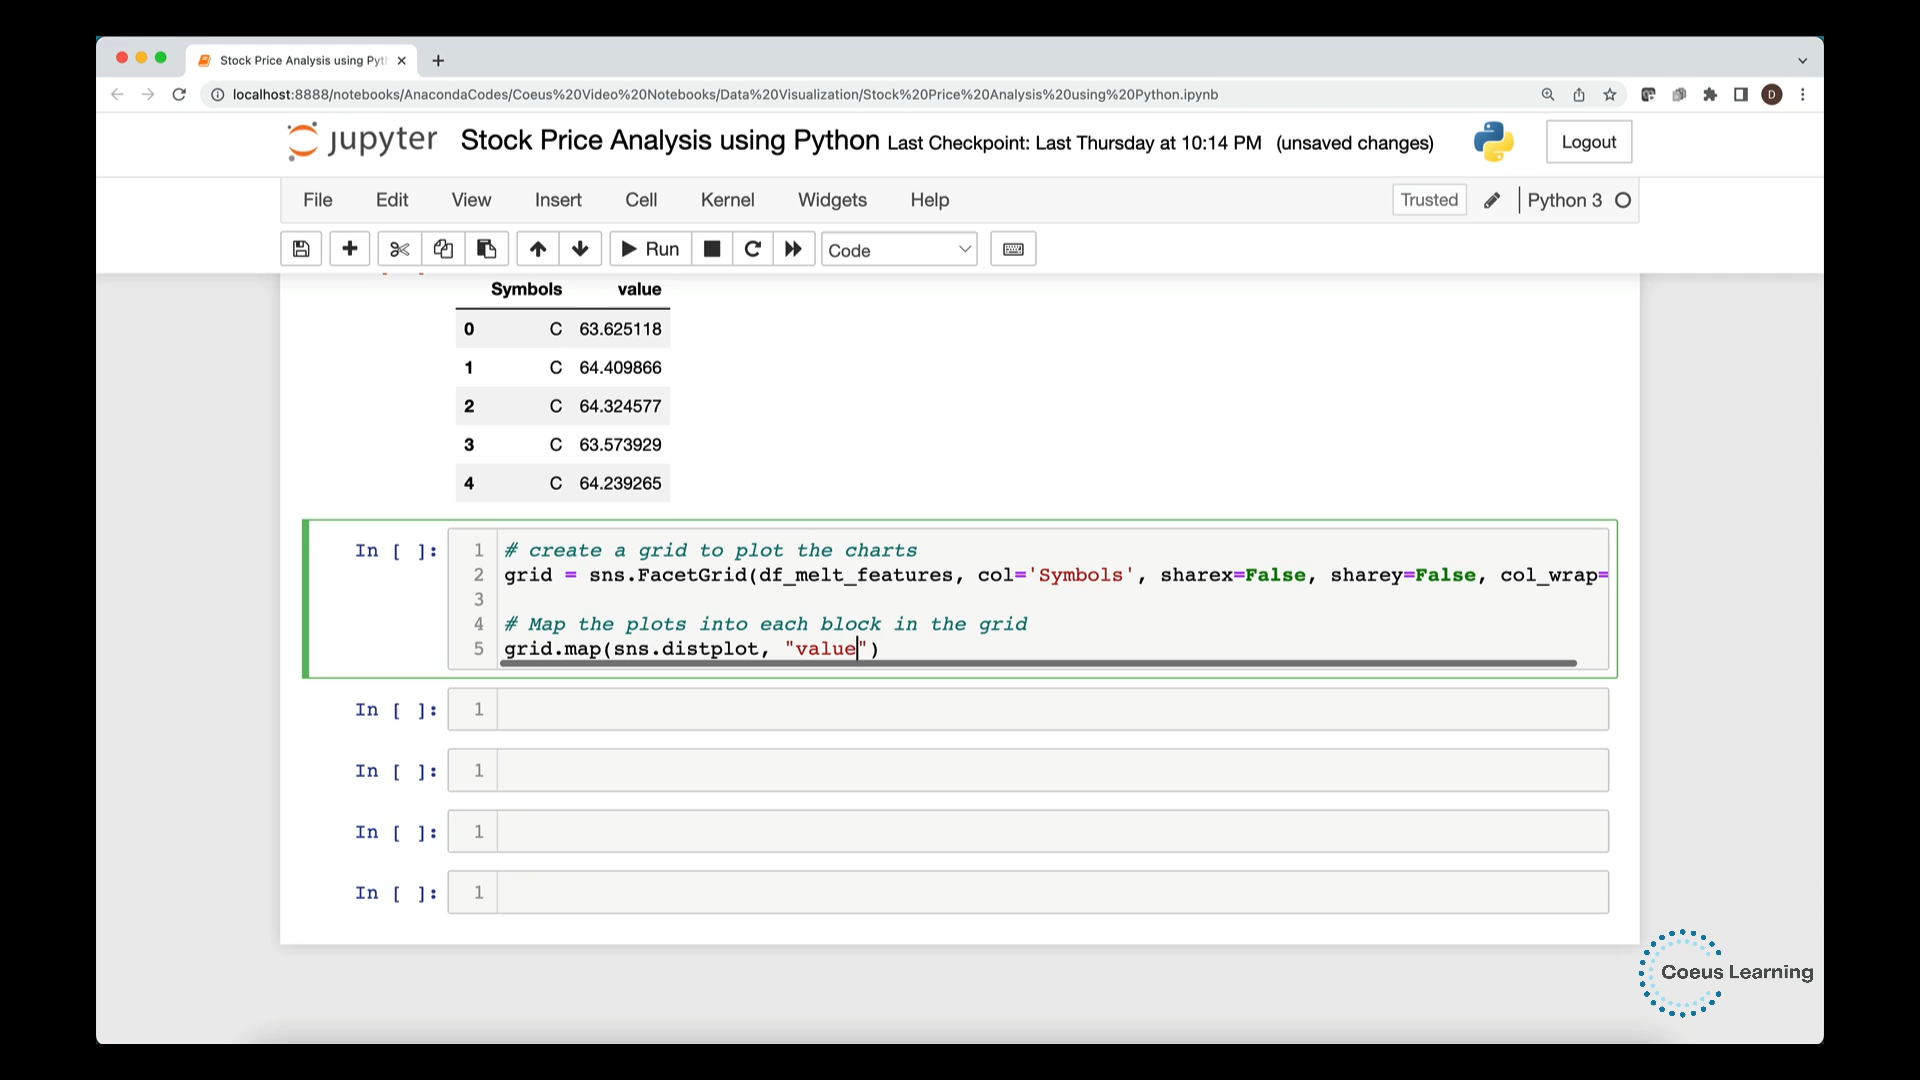 Stock Price Analysis using Pyth
localhost:8888/notebooks/AnacondaCodes/Coeus%20Video%20Notebooks/Data%20Visualization/Stock%20Price%20Analysis%20using%20Python.ipynb
D
jupyter Stock Price Analysis using Python Last Checkpoint: Last Thursday at 10:14 PM (unsaved changes)
Logout
File Edit View Insert Cell Kernel Widgets Help
Trusted
Python 3
Run
Code
Symbols value
0 C 63.625118
1 C 64.409866
2 C 64.324577
3 C 63.573929
4 C 64.239265
In [ ]:
1 # create a grid to plot the charts
2 grid = sns.FacetGrid(df_melt_features, col='Symbols', sharex=False, sharey=False, col_wrap=
3
4 # Map the plots into each block in the grid
5 grid.map(sns.distplot, "value")
In [ ]: 1
In [ ]: 1
In [ ]: 1
In [ ]: 1
Coeus Learning